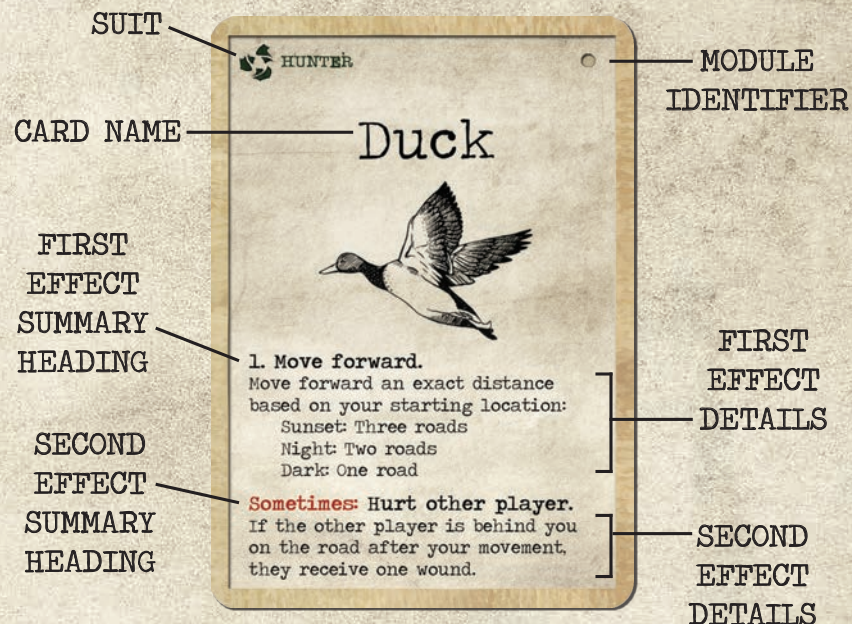 SUIT
HUNTER
MODULE
IDENTIFIER
CARD NAME
Duck
FIRST
EFFECT
SUMMARY
HEADING
1. Move forward.
Move forward an exact distance
based on your starting location:
Sunset: Three roads
Night: Two roads
Dark: One road
FIRST
EFFECT
DETAILS
SECOND
EFFECT
SUMMARY
HEADING
Sometimes: Hurt other player.
If the other player is behind you
on the road after your movement,
they receive one wound.
SECOND
EFFECT
DETAILS